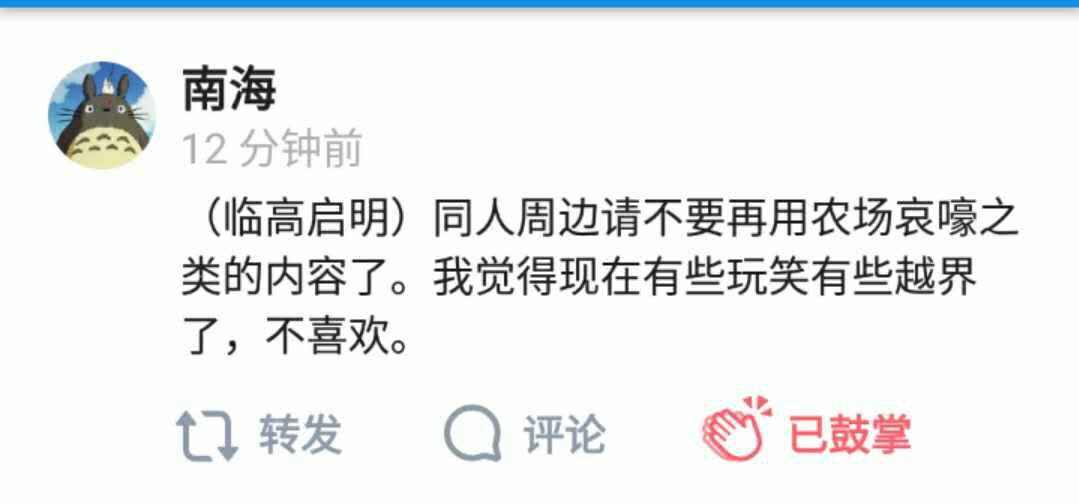 南海
12 分钟前
（临高启明）同人周边请不要再用农场哀嚎之
类的内容了。我觉得现在有些玩笑有些越界
了，不喜欢。
转发 评论 已鼓掌